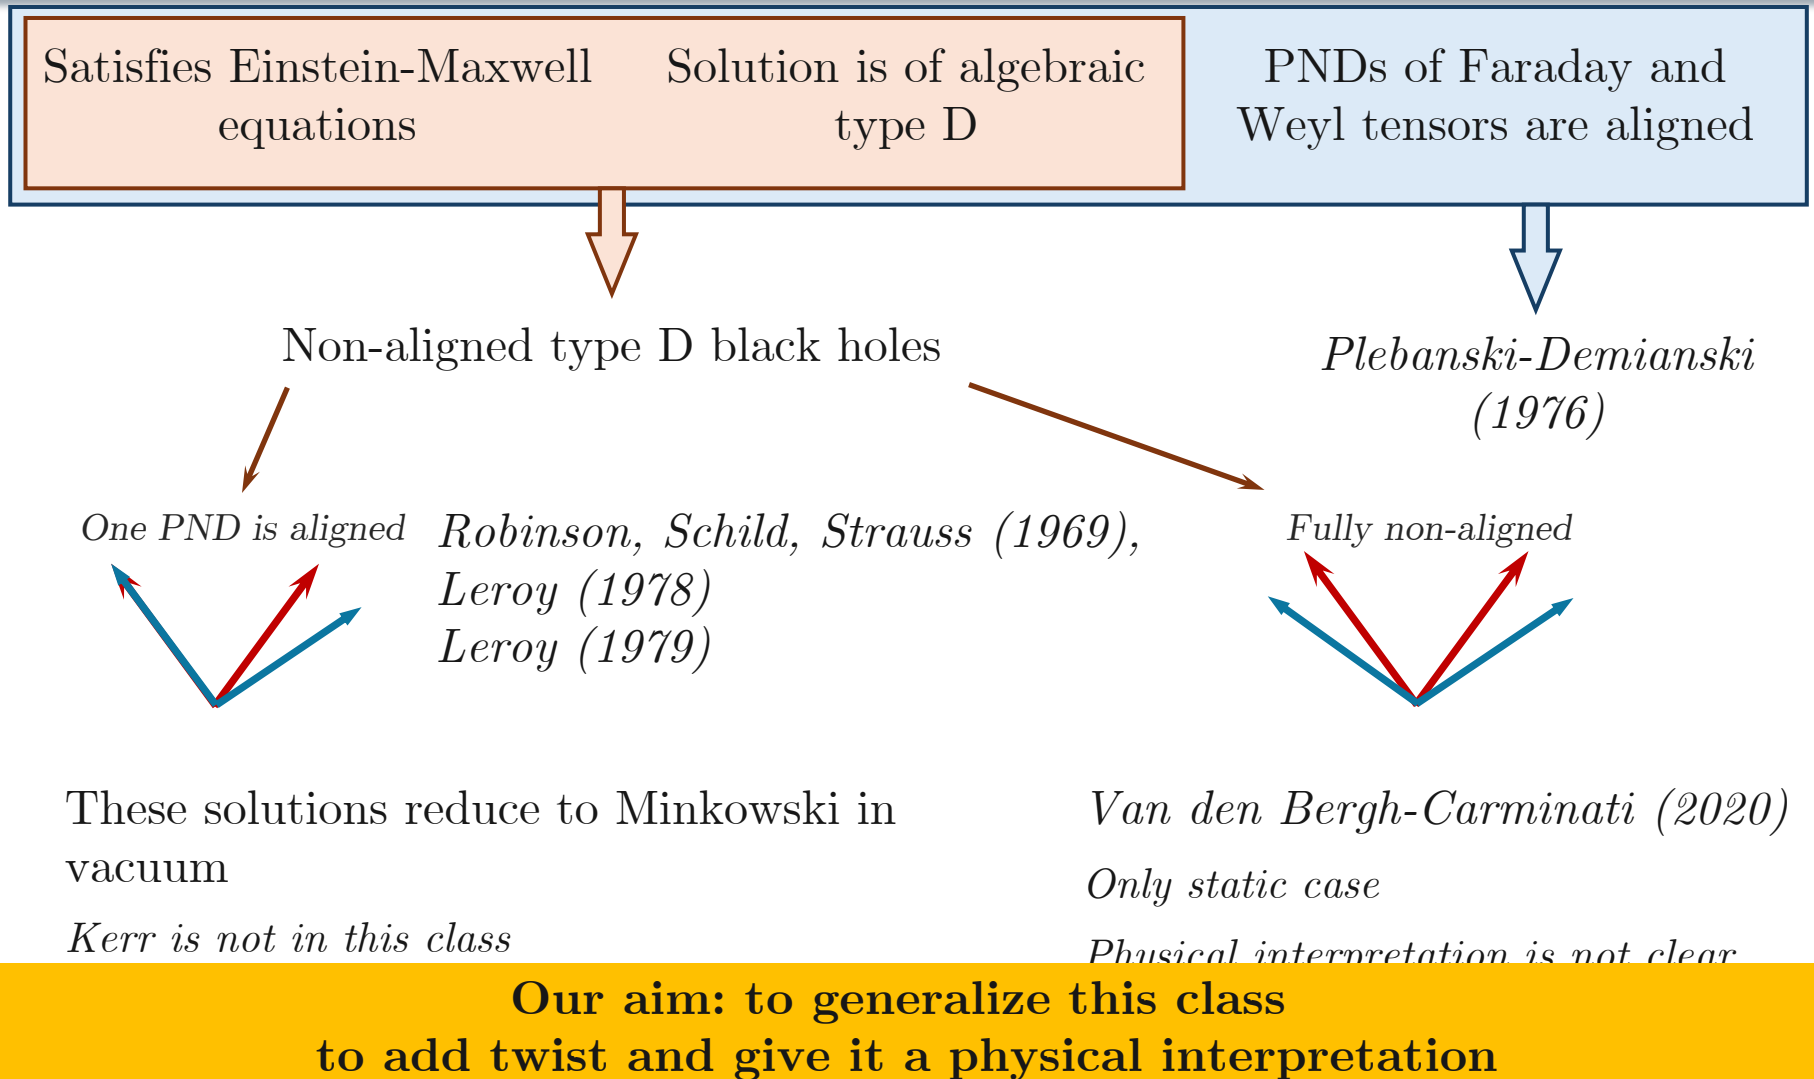 Satisfies Einstein-Maxwell
equations
Solution is of algebraic
type D
PNDs of Faraday and
Weyl tensors are aligned
Non-aligned type D black holes
Plebanski-Demianski
(1976)
One PND is aligned
Robinson, Schild, Strauss (1969),
Leroy (1978)
Leroy (1979)
Fully non-aligned
These solutions reduce to Minkowski in
vacuum
Kerr is not in this class
Van den Bergh-Carminati (2020)
Only static case
Physical interpretation is not clear
Our aim: to generalize this class
to add twist and give it a physical interpretation